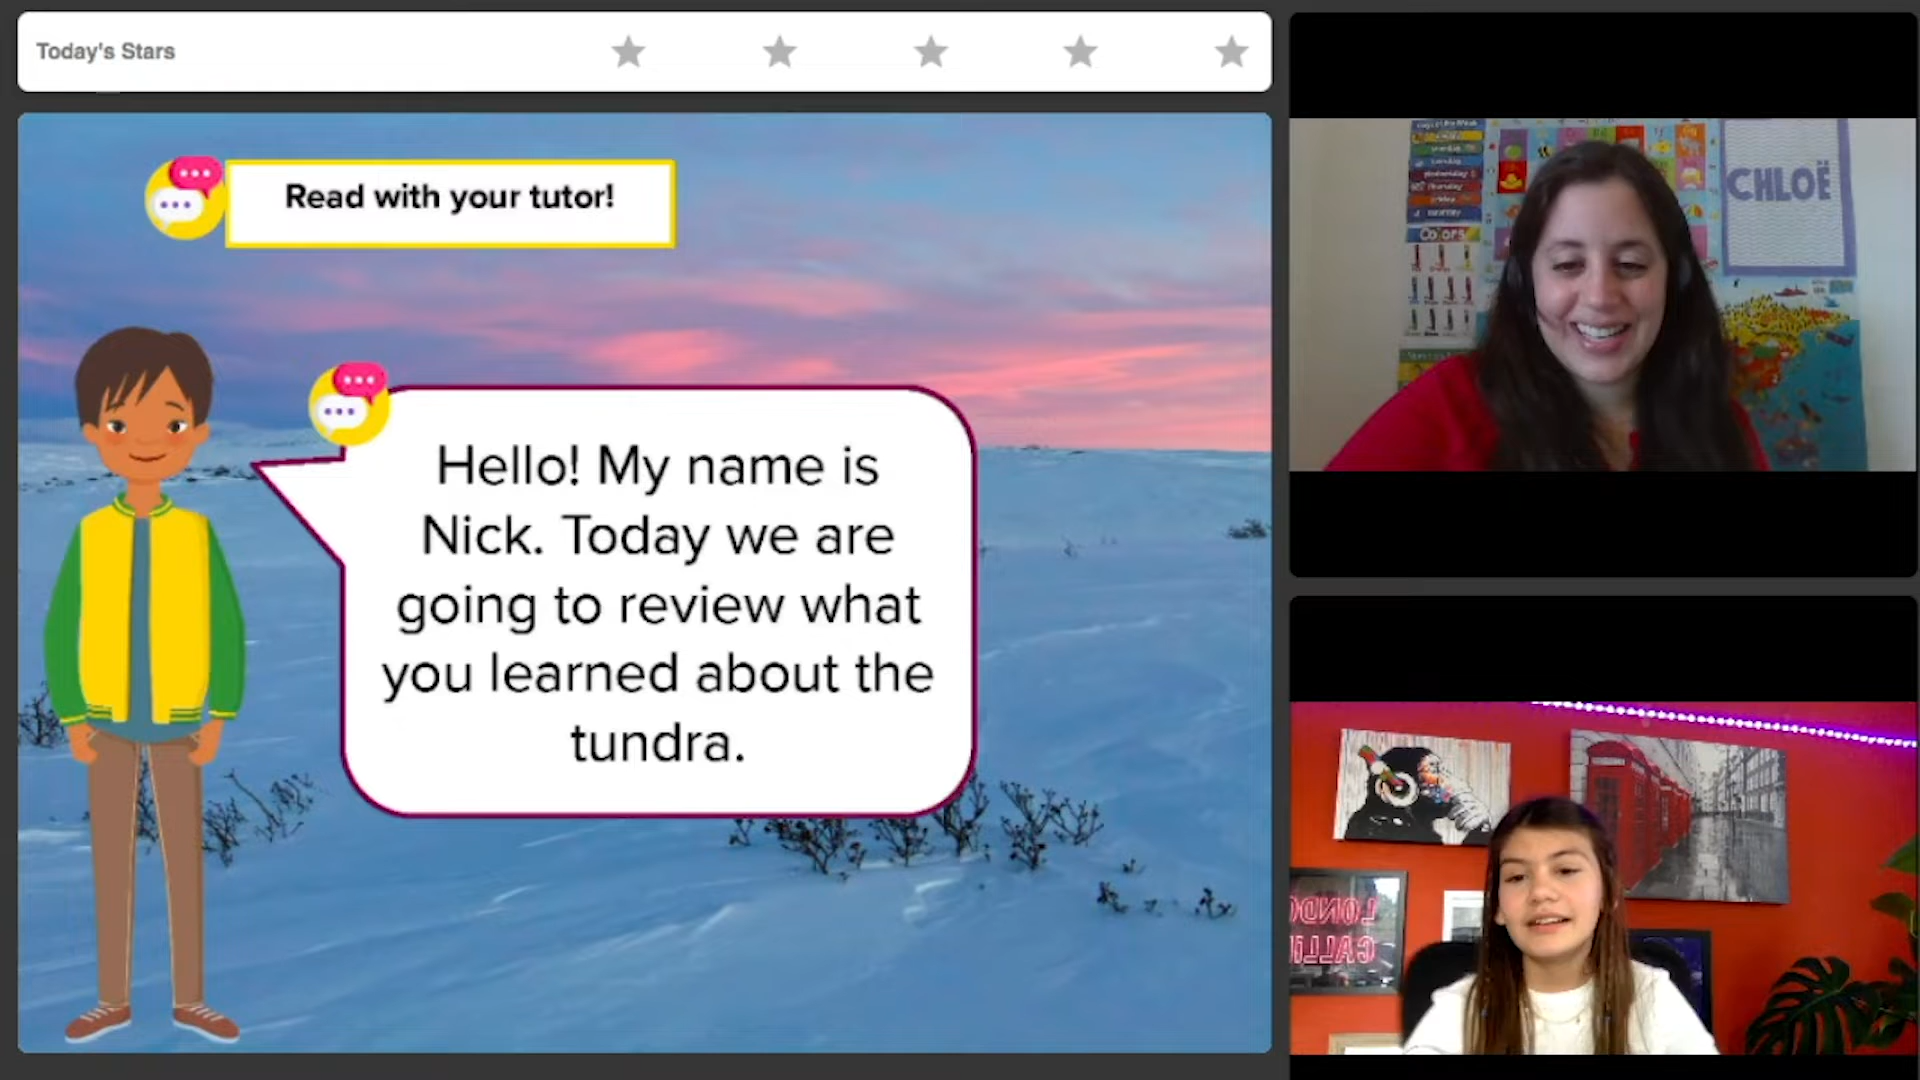 Today's Stars
Read with your tutor!
Hello! My name is
Nick. Today we are
going to review what
you learned about the
tundra.
Colors
CHLOË